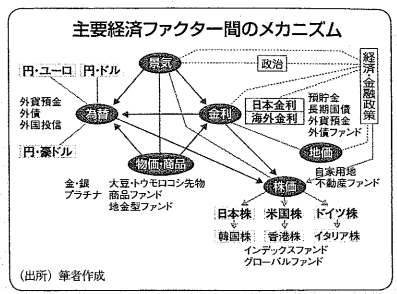 主要経済ファクター間のメカニズム
円・ユーロ
円・ドル
景気
政治
経済・金融政策
外貨預金
外債
外国投信
為替
金利
日本金利
海外金利
預貯金
長期国債
外貨預金
外債ファンド
円・豪ドル
地価
物価・商品
自家用地
不動産ファンド
金・銀
プラチナ
大豆・トウモロコシ先物
商品ファンド
地金型ファンド
株価
日本株
米国株
ドイツ株
韓国株
香港株
イタリア株
インデックスファンド
グローバルファンド
(出所) 筆者作成